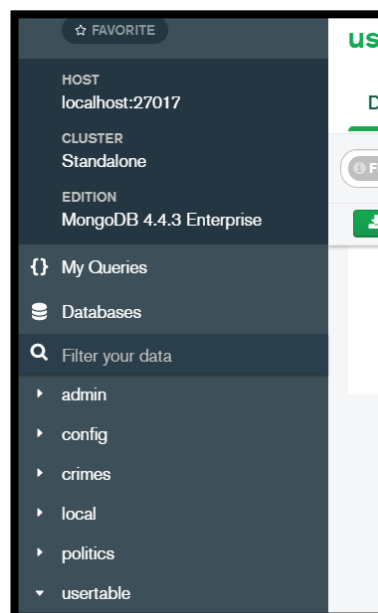 FAVORITE
us
HOST
localhost:27017
D
CLUSTER
Standalone
F
EDITION
MongoDB 4.4.3 Enterprise
{} My Queries
Databases
Filter your data
admin
config
crimes
local
politics
usertable